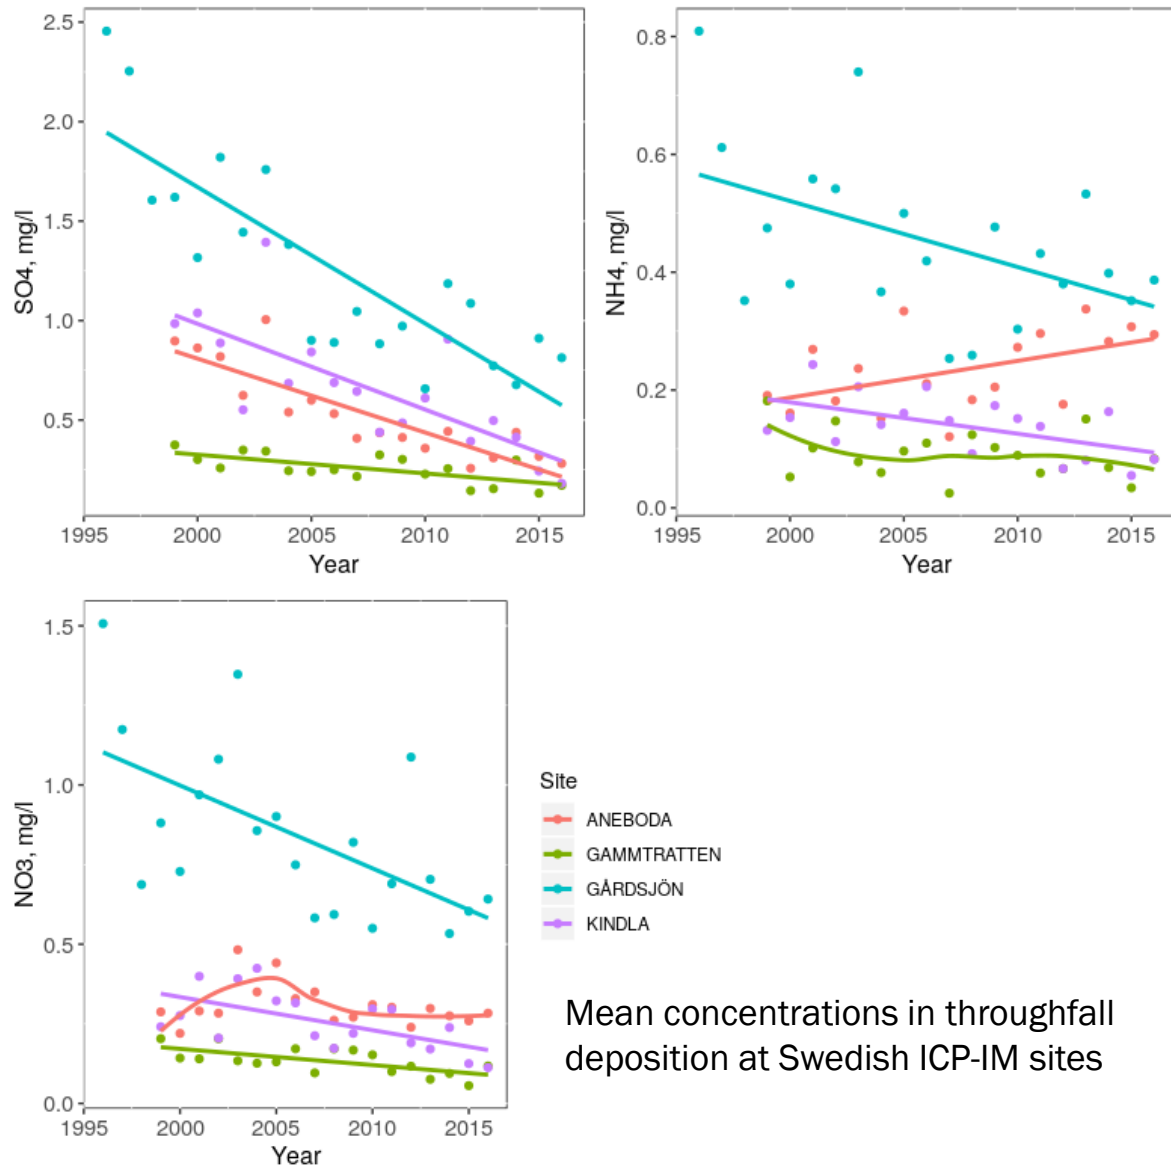 2.5
2.0
1.5
1.0
0.5
SO4, mg/l
1995
2000
2005
2010
2015
Year
0.8
0.6
0.4
0.2
0.0
NH4, mg/l
1995
2000
2005
2010
2015
Year
1.5
1.0
0.5
0.0
NO3, mg/l
1995
2000
2005
2010
2015
Year
Site
ANEBODA
GAMMTRATTEN
GÅRDSJÖN
KINDLA
Mean concentrations in throughfall
deposition at Swedish ICP-IM sites